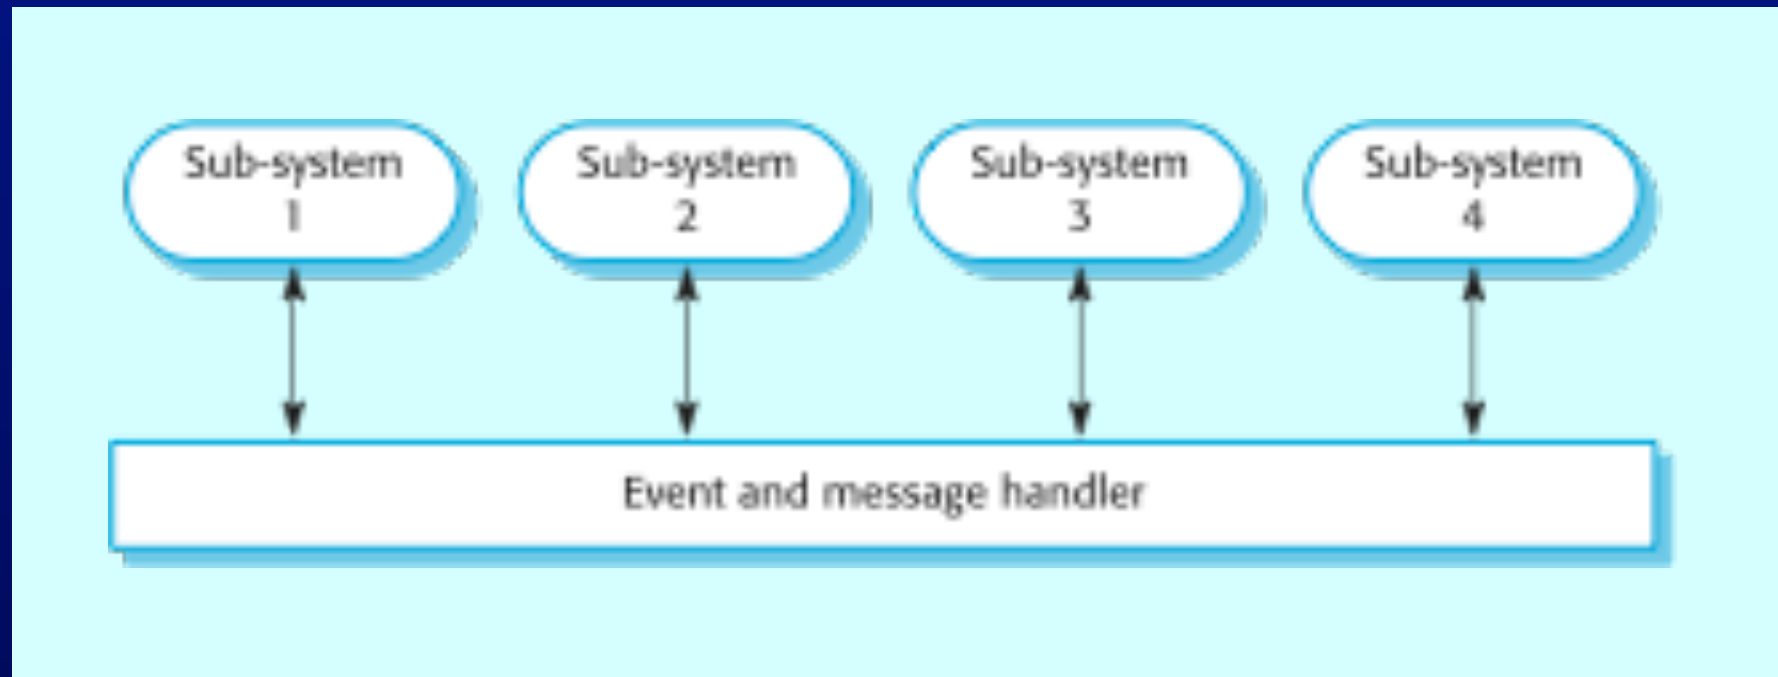 Sub-system
1
Sub-system
2
Sub-system
3
Sub-system
4
Event and message handler